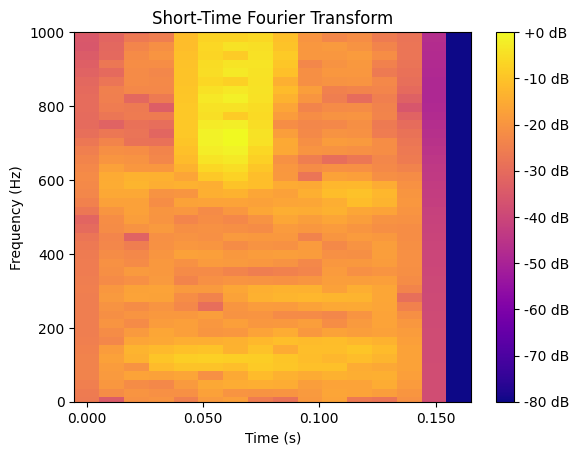 Short-Time Fourier Transform
1000
800
600
400
200
0
Frequency (Hz)
0.000
0.050
0.100
0.150
Time (s)
+0 dB
-10 dB
-20 dB
-30 dB
-40 dB
-50 dB
-60 dB
-70 dB
-80 dB